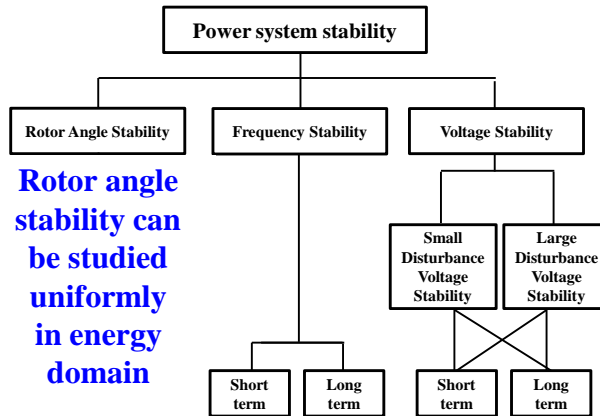 Power system stability
Rotor Angle Stability
Frequency Stability
Voltage Stability
Rotor angle
stability can
be studied
uniformly
in energy
domain
Small
Disturbance
Voltage
Stability
Large
Disturbance
Voltage
Stability
Short
term
Long
term
Short
term
Long
term